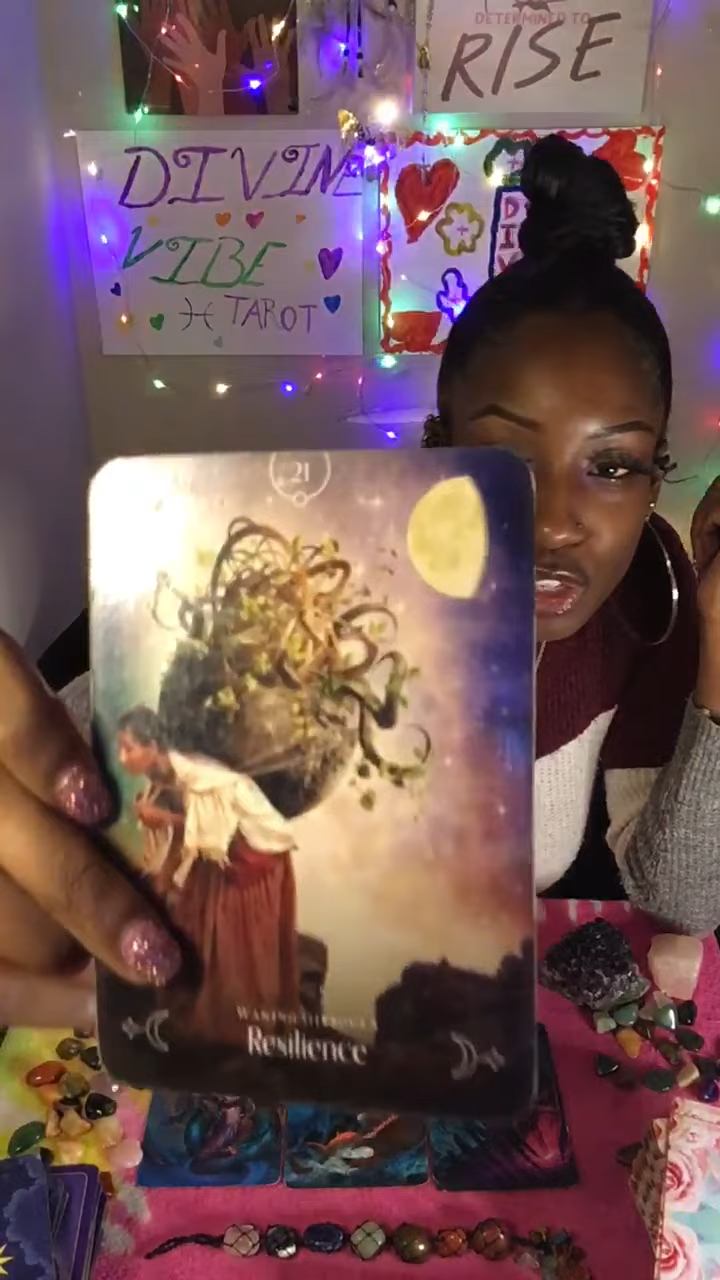 DETERMINED TO
RISE
DIVINE
VIBE
TAROT
D
I
V
21
Resilience